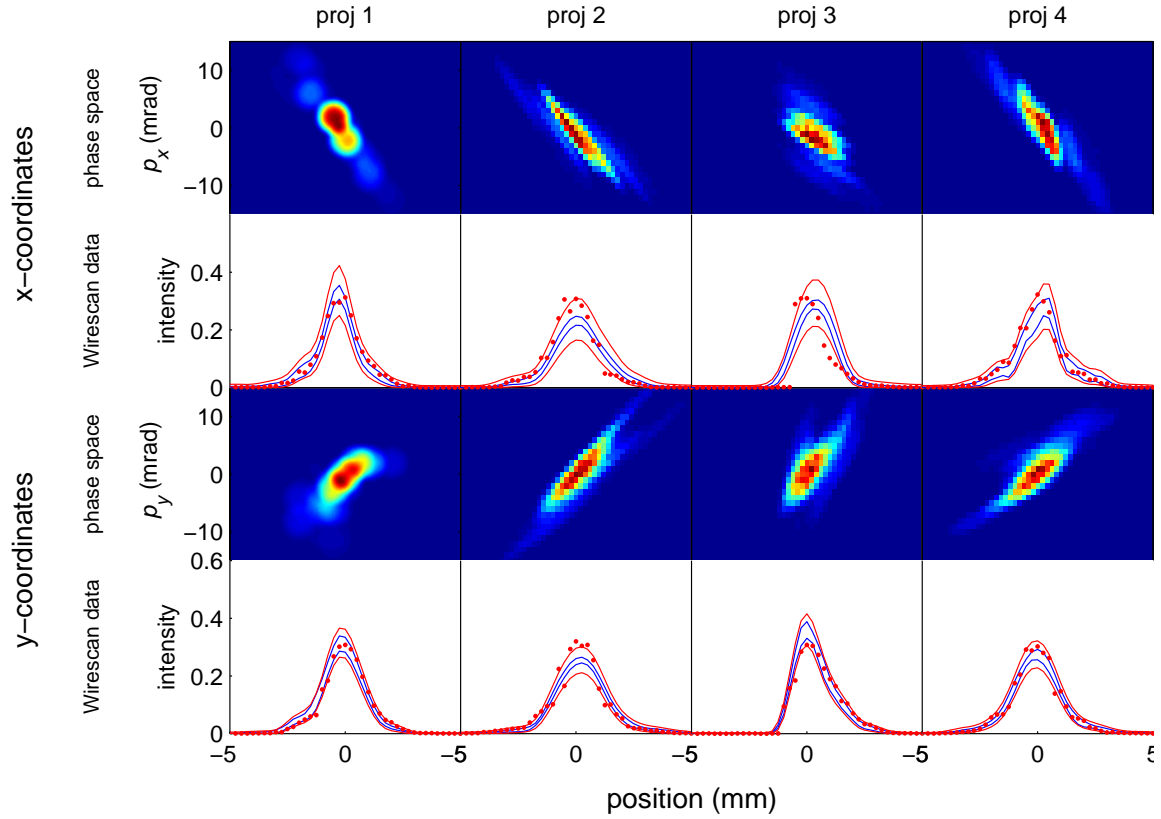 proj 1 proj 2 proj 3 proj 4
x−coordinates
phase space
p_x (mrad)
10
0
−10
Wirescan data
intensity
0.4
0.2
0
y−coordinates
phase space
p_y (mrad)
10
0
−10
Wirescan data
intensity
0.6
0.4
0.2
0
−5 0 −5 0 −5 0 −5 0 5
position (mm)